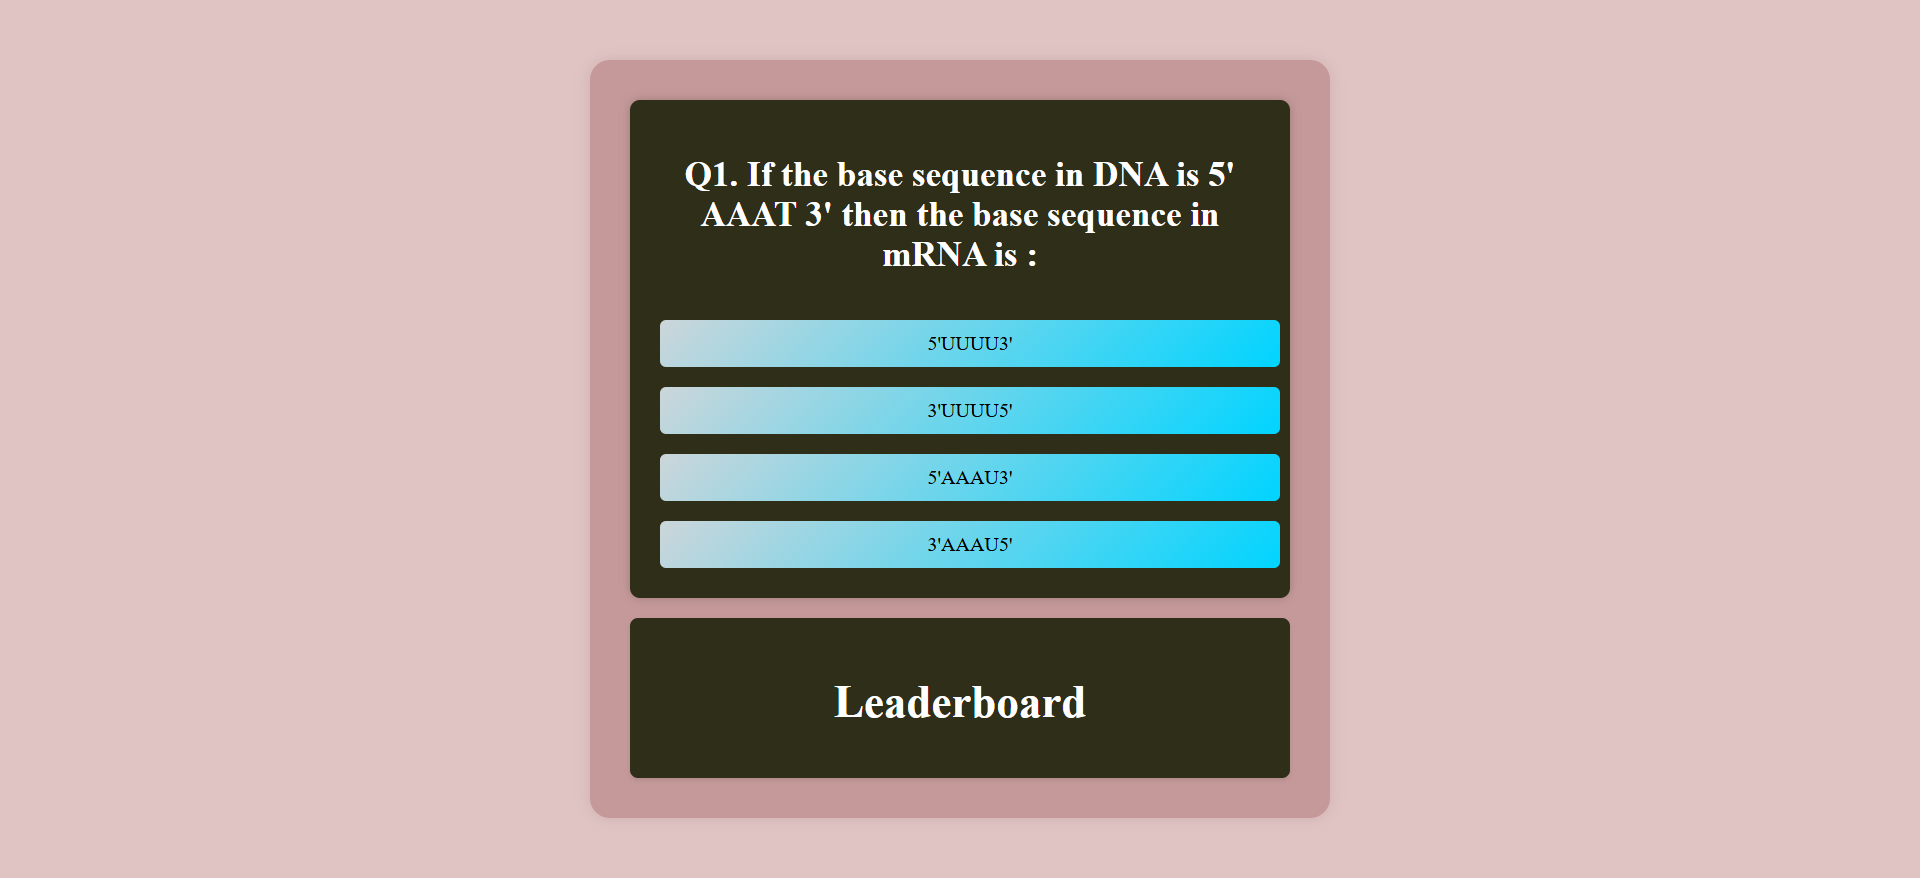 Q1. If the base sequence in DNA is 5'
AAAT 3' then the base sequence in
mRNA is :
5'UUUU3'
3'UUUU5'
5'AAAU3'
3'AAAU5'
Leaderboard